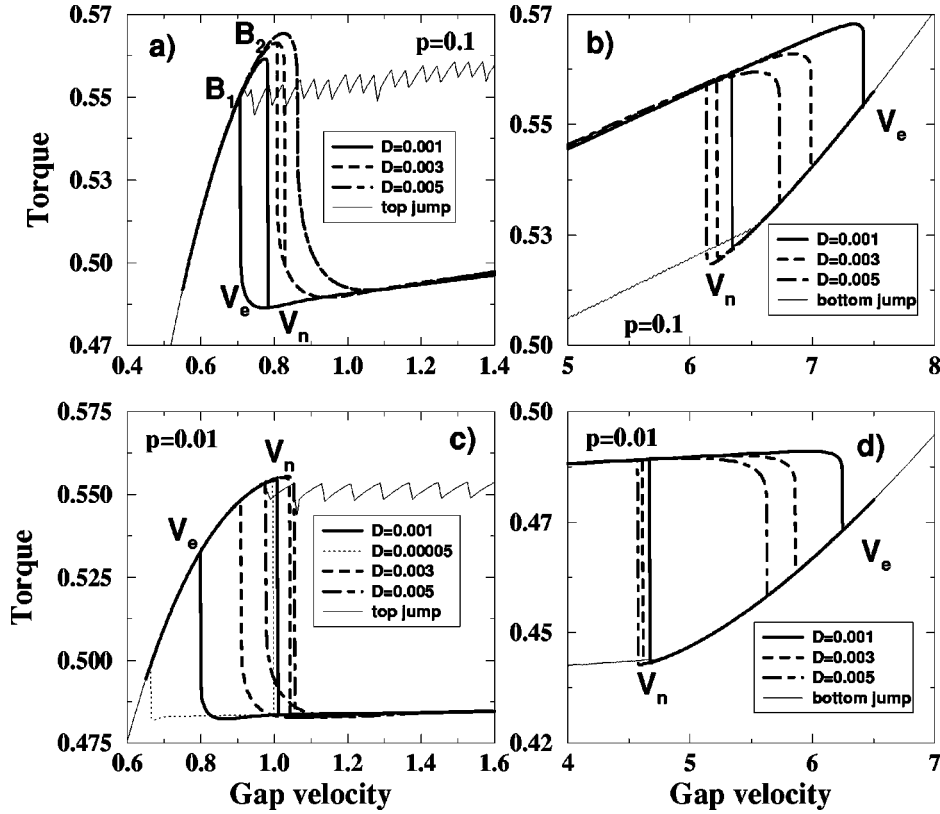 a)
B2
B1
p=0.1
D=0.001
D=0.003
D=0.005
top jump
Ve
Vn
Torque
0.57
0.55
0.53
0.50
0.47
0.4
0.6
0.8
1.0
1.2
1.4
b)
Ve
D=0.001
D=0.003
D=0.005
bottom jump
Vn
p=0.1
0.57
0.55
0.53
0.50
5
6
7
8
p=0.01
c)
Vn
Ve
D=0.001
D=0.00005
D=0.003
D=0.005
top jump
Torque
0.575
0.550
0.525
0.500
0.475
0.6
0.8
1.0
1.2
1.4
1.6
Gap velocity
p=0.01
d)
Ve
D=0.001
D=0.003
D=0.005
bottom jump
Vn
0.50
0.47
0.45
0.42
4
5
6
7
Gap velocity